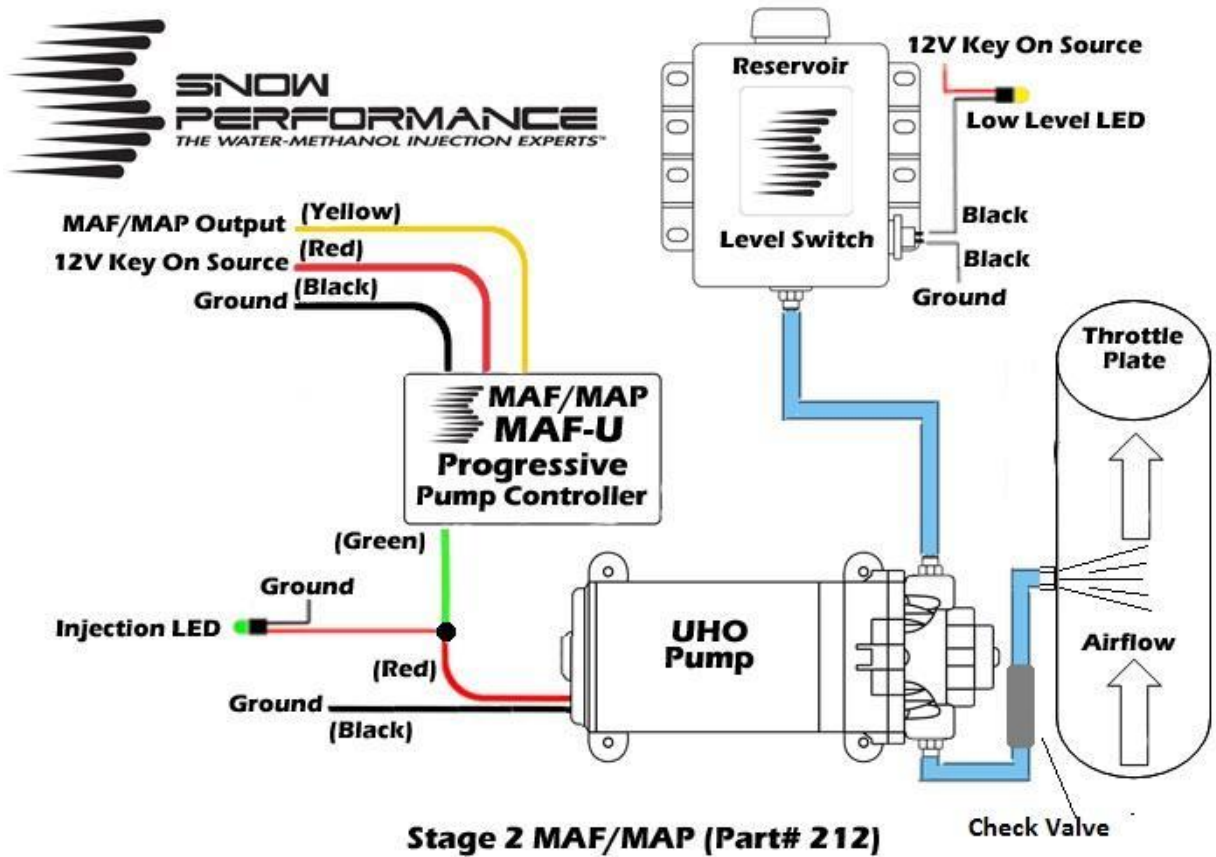 SNOW
PERFORMANCE
THE WATER-METHANOL INJECTION EXPERTS™
Reservoir
Level Switch
12V Key On Source
Low Level LED
Black
Black
Ground
MAF/MAP Output (Yellow)
12V Key On Source (Red)
Ground (Black)
MAF/MAP
MAF-U
Progressive
Pump Controller
(Green)
Ground
Injection LED
(Red)
Ground
(Black)
UHO
Pump
Throttle
Plate
Airflow
Check Valve
Stage 2 MAF/MAP (Part# 212)